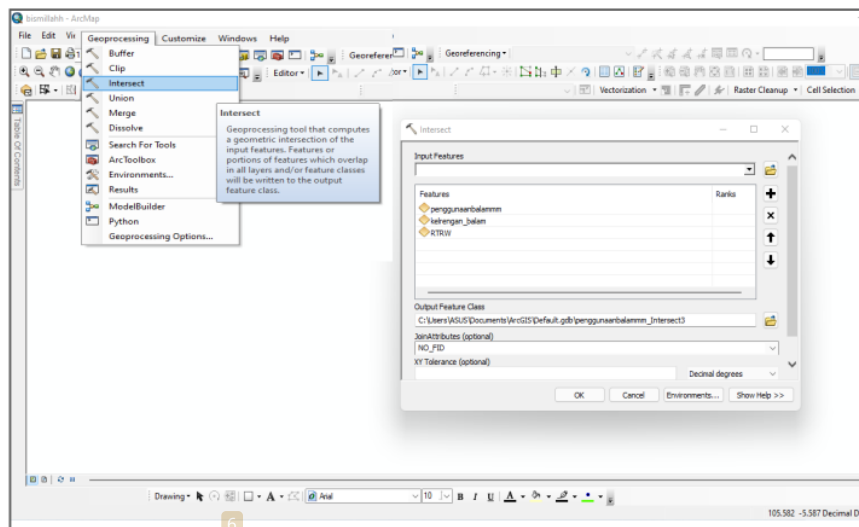 bismillahh - ArcMap
File Edit Vi Geoprocessing Customize Windows Help
Buffer
Clip
Intersect
Union
Merge
Dissolve
Search For Tools
ArcToolbox
Environments...
Results
ModelBuilder
Python
Geoprocessing Options...
Georeferer
Georeferencing
Editor
Vectorization
Raster Cleanup
Cell Selection
Table Of Contents
Intersect
Geoprocessing tool that computes
a geometric intersection of the
input features. Features or
portions of features which overlap
in all layers and/or feature classes
will be written to the output
feature class.
Intersect
Input Features
Features Ranks
penggunaanbalammm
kelrengan_balam
RTRW
Output Feature Class
C:\Users\ASUS\Documents\ArcGIS\Default.gdb\penggunaanbalammm_Intersect3
JoinAttributes (optional)
NO_FID
XY Tolerance (optional)
Decimal degrees
OK Cancel Environments... Show Help >>
Drawing A Arial 10 B I U A
105.582 -5.587 Decimal D
6